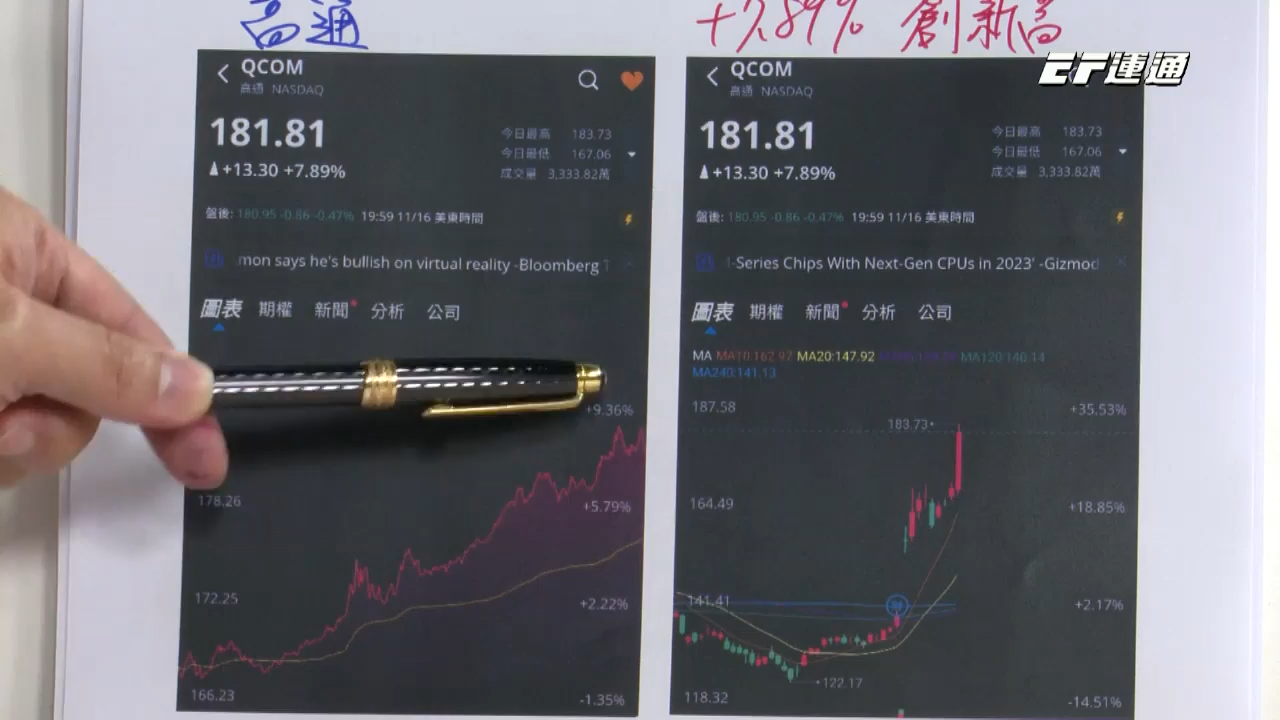 高通
+7.89% 創新高
EF連通
QCOM
高通 NASDAQ
181.81
+13.30 +7.89%
今日最高 183.73
今日最低 167.06
成交量 3,333.82萬
盤後: 180.95 -0.86 -0.47% 19:59 11/16 美東時間
mon says he's bullish on virtual reality -Bloomberg T
圖表 期權 新聞 分析 公司
+9.36%
178.26
+5.79%
172.25
+2.22%
166.23
-1.35%
QCOM
高通 NASDAQ
181.81
+13.30 +7.89%
今日最高 183.73
今日最低 167.06
成交量 3,333.82萬
盤後: 180.95 -0.86 -0.47% 19:59 11/16 美東時間
-Series Chips With Next-Gen CPUs in 2023' -Gizmod
圖表 期權 新聞 分析 公司
MA MA10:162.97 MA20:147.92 MA120:140.14
MA240:141.13
187.58 +35.53%
183.73
164.49 +18.85%
141.41 +2.17%
122.17
118.32 -14.51%